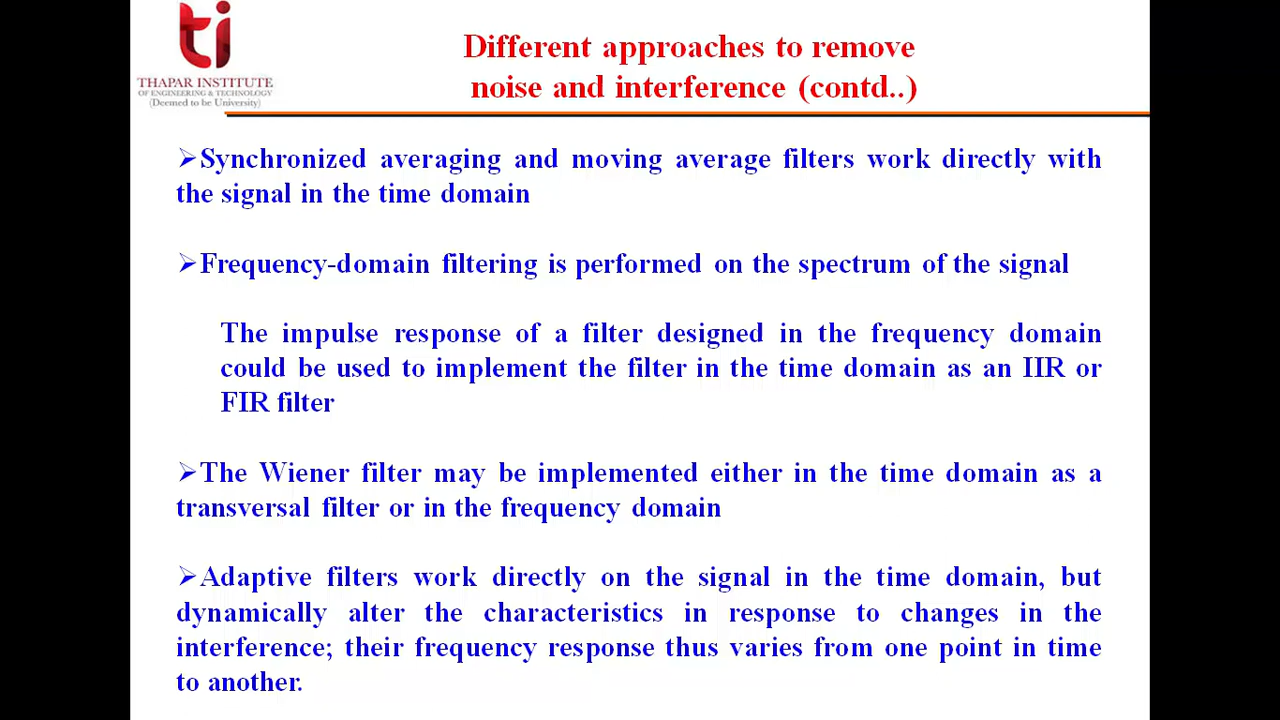 ti
THAPAR INSTITUTE
OF ENGINEERING & TECHNOLOGY
(Deemed to be University)
Different approaches to remove
noise and interference (contd..)
➢Synchronized averaging and moving average filters work directly with
the signal in the time domain
➢Frequency-domain filtering is performed on the spectrum of the signal
The impulse response of a filter designed in the frequency domain
could be used to implement the filter in the time domain as an IIR or
FIR filter
➢The Wiener filter may be implemented either in the time domain as a
transversal filter or in the frequency domain
➢Adaptive filters work directly on the signal in the time domain, but
dynamically alter the characteristics in response to changes in the
interference; their frequency response thus varies from one point in time
to another.